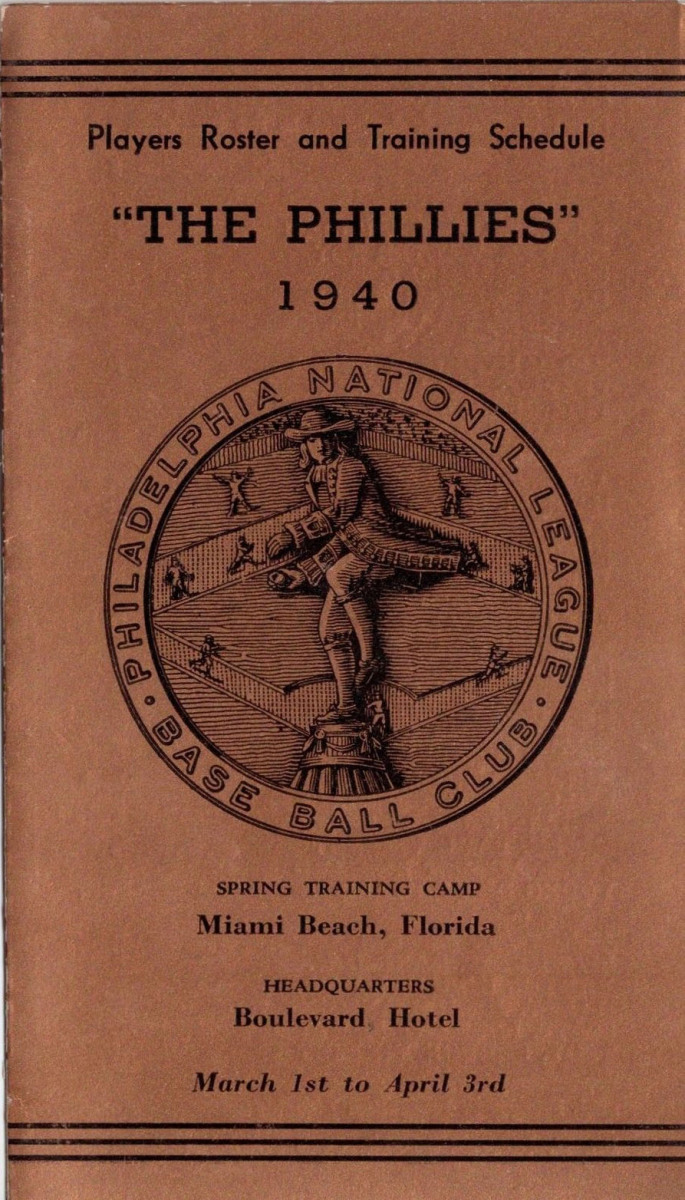 Players Roster and Training Schedule
"THE PHILLIES"
1940
PHILADELPHIA NATIONAL LEAGUE
• BASE BALL CLUB •
SPRING TRAINING CAMP
Miami Beach, Florida
HEADQUARTERS
Boulevard Hotel
March 1st to April 3rd